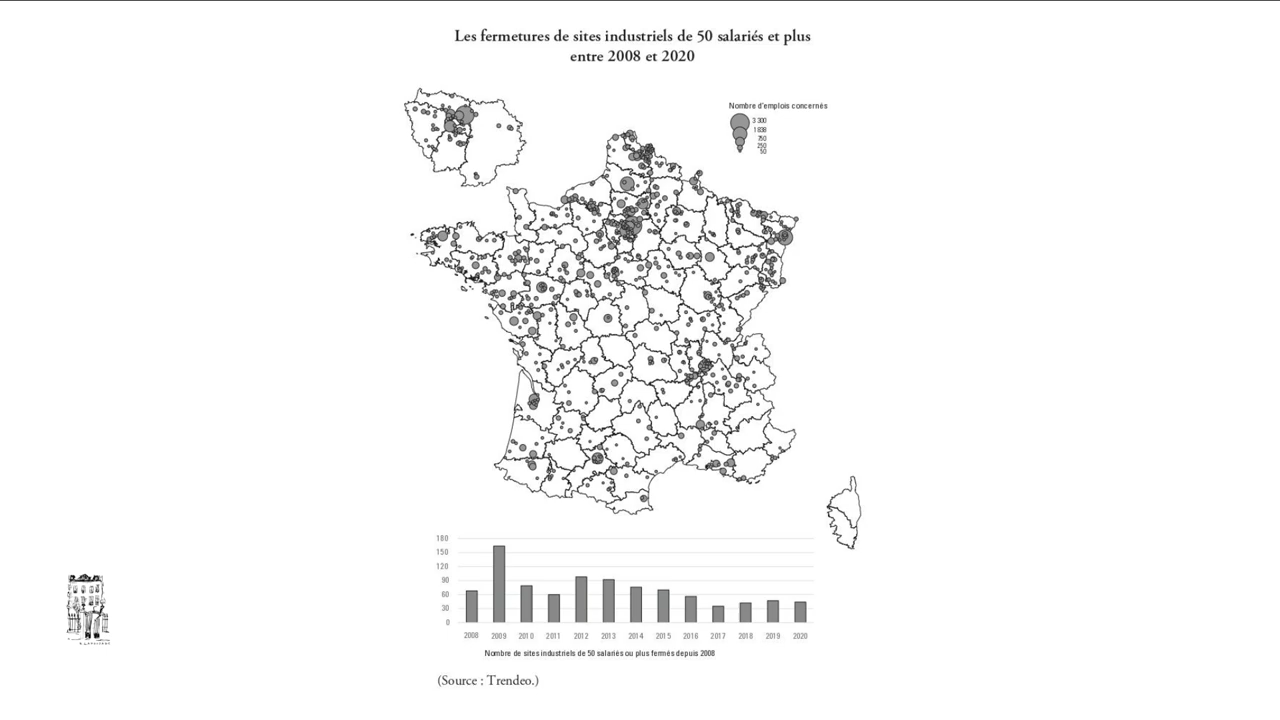 Les fermetures de sites industriels de 50 salariés et plus
entre 2008 et 2020
Nombre d'emplois concernés
3 300
1 838
750
250
50
180
150
120
90
60
30
0
2008 2009 2010 2011 2012 2013 2014 2015 2016 2017 2018 2019 2020
Nombre de sites industriels de 50 salariés ou plus fermés depuis 2008
(Source : Trendeo.)